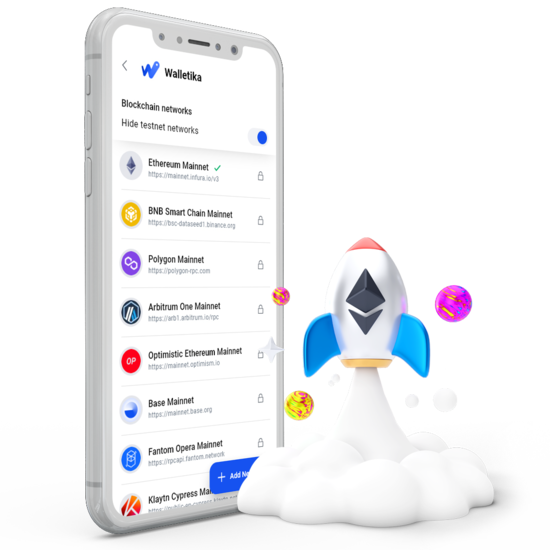 Walletika
Blockchain networks
Hide testnet networks
Ethereum Mainnet
https://mainnet.infura.io/v3
BNB Smart Chain Mainnet
https://bsc-dataseed1.binance.org
Polygon Mainnet
https://polygon-rpc.com
Arbitrum One Mainnet
https://arb1.arbitrum.io/rpc
OP
Optimistic Ethereum Mainnet
https://mainnet.optimism.io
Base Mainnet
https://mainnet.base.org
Fantom Opera Mainnet
https://rpcapi.fantom.network
+ Add
Klaytn Cypress